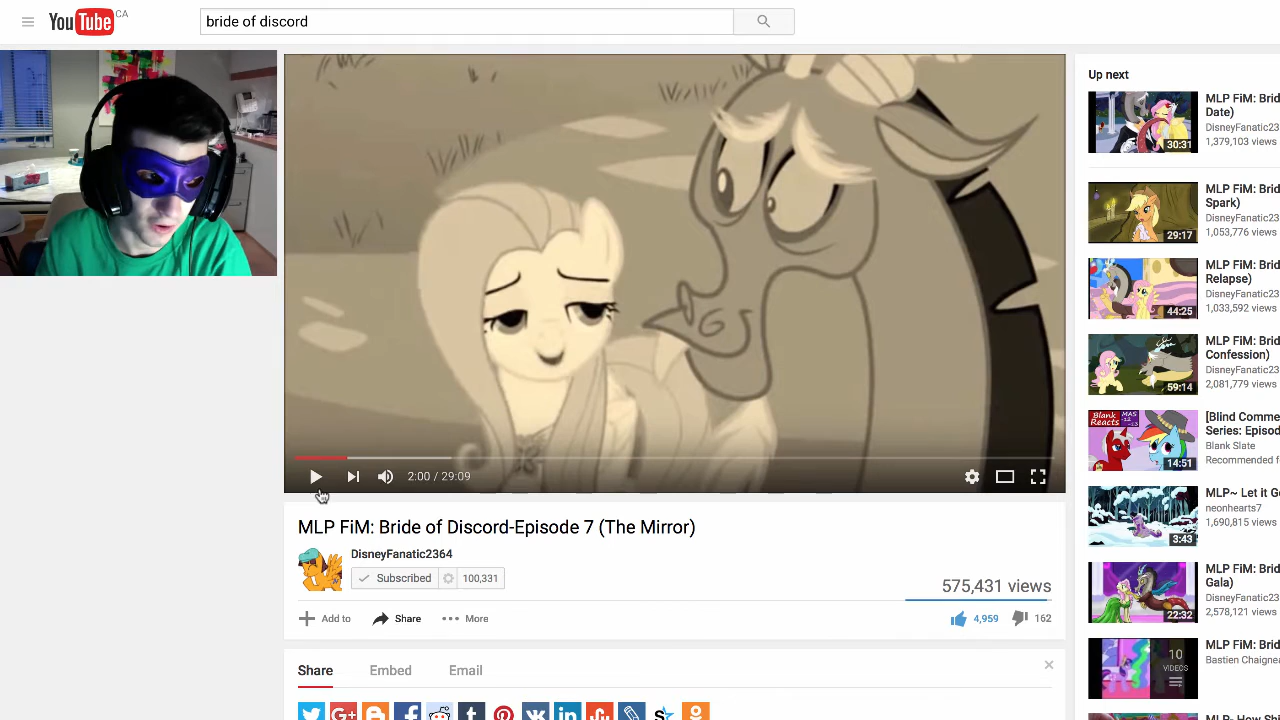 YouTube CA
bride of discord
Up next
MLP FiM: Bri
Date)
DisneyFanatic23
1,379,103 views
30:31
MLP FiM: Brid
Spark)
DisneyFanatic23
1,053,776 views
29:17
MLP FiM: Brid
Relapse)
DisneyFanatic23
1,033,592 views
44:25
MLP FiM: Brid
Confession)
DisneyFanatic23
2,081,779 views
59:14
[Blind Comme
Series: Episod
Blank Slate
Recommended f
Blank
Reacts
MAS
12
-13
14:51
MLP~ Let it G
neonhearts7
1,690,815 views
3:43
MLP FiM: Brid
Gala)
DisneyFanatic23
2,578,121 views
22:32
MLP FiM: Brid
Bastien Chaigne
10
VIDEOS
2:00 / 29:09
MLP FiM: Bride of Discord-Episode 7 (The Mirror)
DisneyFanatic2364
Subscribed 100,331
575,431 views
Add to Share More
4,959 162
Share Embed Email